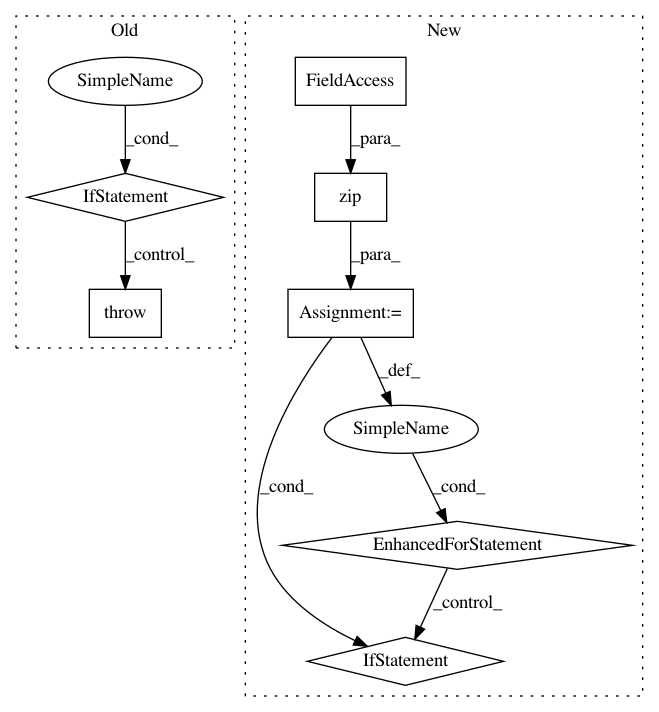 Old
SimpleName
_cond_
IfStatement
_control_
throw
New
FieldAccess
_para_
zip
_para_
Assignment:=
_def_
SimpleName
_cond_
_cond_
EnhancedForStatement
_control_
IfStatement